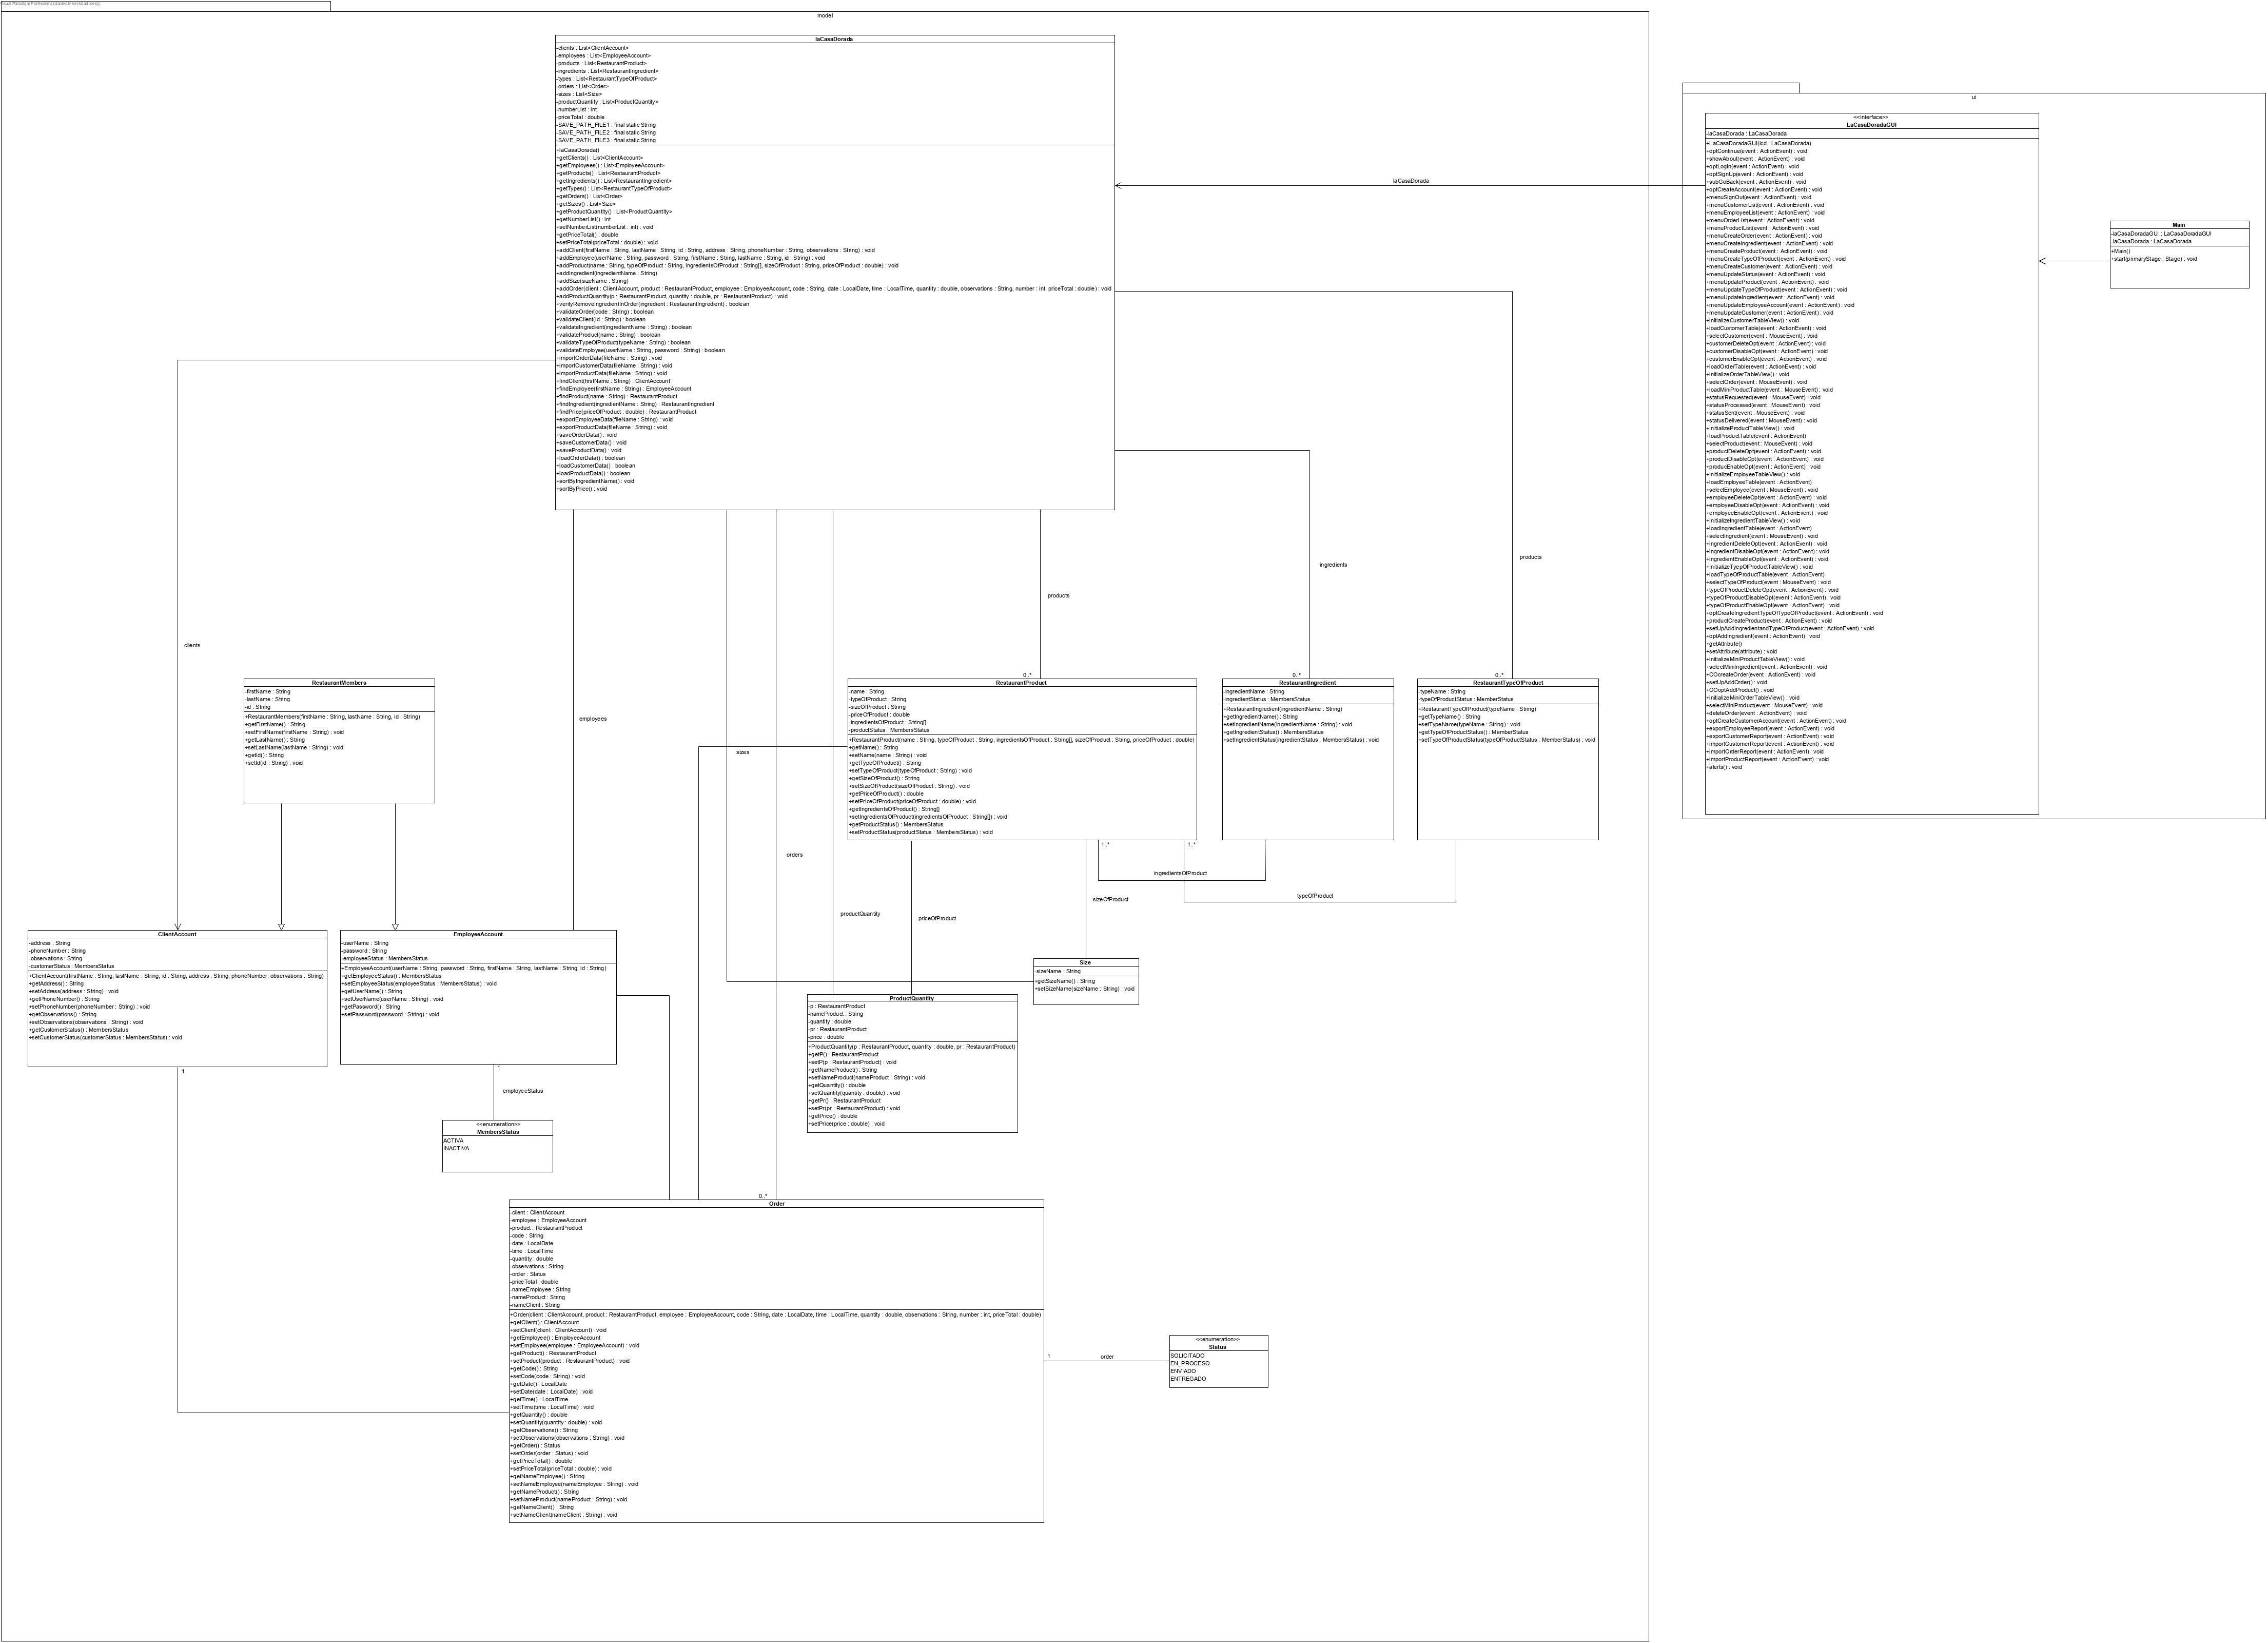 Visual Paradigm Professional(name(Universidad Icesi))
model
laCasaDorada
-clients : List<ClientAccount>
-employees : List<EmployeeAccount>
-products : List<RestaurantProduct>
-ingredients : List<RestaurantIngredient>
-types : List<RestaurantTypeOfProduct>
-orders : List<Order>
-sizes : List<Size>
-productQuantity : List<ProductQuantity>
-numberList : int
-priceTotal : double
-SAVE_PATH_FILE1 : final static String
-SAVE_PATH_FILE2 : final static String
-SAVE_PATH_FILE3 : final static String
+laCasaDorada()
+getClients() : List<ClientAccount>
+getEmployees() : List<EmployeeAccount>
+getProducts() : List<RestaurantProduct>
+getIngredients() : List<RestaurantIngredient>
+getTypes() : List<RestaurantTypeOfProduct>
+getOrders() : List<Order>
+getSizes() : List<Size>
+getProductQuantity() : List<ProductQuantity>
+getNumberList() : int
+setNumberList(numberList : int) : void
+getPriceTotal() : double
+setPriceTotal(priceTotal : double) : void
+addClient(firstName : String, lastName : String, id : String, address : String, phoneNumber : String, observations : String) : void
+addEmployee(userName : String, password : String, firstName : String, lastName : String, id : String) : void
+addProduct(name : String, typeOfProduct : String, ingredientsOfProduct : String[], sizeOfProduct : String, priceOfProduct : double) : void
+addIngredient(ingredientName : String)
+addSize(sizeName : String)
+addOrder(client : ClientAccount, product : RestaurantProduct, employee : EmployeeAccount, code : String, date : LocalDate, time : LocalTime, quantity : double, observations : String, number : int, priceTotal : double) : void
+addProductQuantity(p : RestaurantProduct, quantity : double, pr : RestaurantProduct) : void
+verifyRemoveIngredientInOrder(ingredient : RestaurantIngredient) : boolean
+validateOrder(code : String) : boolean
+validateClient(id : String) : boolean
+validateIngredient(ingredientName : String) : boolean
+validateProduct(name : String) : boolean
+validateTypeOfProduct(typeName : String) : boolean
+validateEmployee(userName : String, password : String) : boolean
+importOrderData(fileName : String) : void
+importCustomerData(fileName : String) : void
+importProductData(fileName : String) : void
+findClient(firstName : String) : ClientAccount
+findEmployee(firstName : String) : EmployeeAccount
+findProduct(name : String) : RestaurantProduct
+findIngredient(ingredientName : String) : RestaurantIngredient
+findPrice(priceOfProduct : double) : RestaurantProduct
+exportEmployeeData(fileName : String) : void
+exportProductData(fileName : String) : void
+saveOrderData() : void
+saveCustomerData() : void
+saveProductData() : void
+loadOrderData() : boolean
+loadCustomerData() : boolean
+loadProductData() : boolean
+sortByIngredientName() : void
+sortByPrice() : void
ui
<<Interface>>
LaCasaDoradaGUI
-laCasaDorada : LaCasaDorada
+LaCasaDoradaGUI(lcd : LaCasaDorada)
+optContinue(event : ActionEvent) : void
+showAbout(event : ActionEvent) : void
+optLogIn(event : ActionEvent) : void
+optSignUp(event : ActionEvent) : void
+subGoBack(event : ActionEvent) : void
+optCreateAccount(event : ActionEvent) : void
+menuSignOut(event : ActionEvent) : void
+menuCustomerList(event : ActionEvent) : void
+menuEmployeeList(event : ActionEvent) : void
+menuOrderList(event : ActionEvent) : void
+menuProductList(event : ActionEvent) : void
+menuCreateOrder(event : ActionEvent) : void
+menuCreateIngredient(event : ActionEvent) : void
+menuCreateProduct(event : ActionEvent) : void
+menuCreateTypeOfProduct(event : ActionEvent) : void
+menuCreateCustomer(event : ActionEvent) : void
+menuUpdateStatus(event : ActionEvent) : void
+menuUpdateProduct(event : ActionEvent) : void
+menuUpdateTypeOfProduct(event : ActionEvent) : void
+menuUpdateIngredient(event : ActionEvent) : void
+menuUpdateEmployeeAccount(event : ActionEvent) : void
+menuUpdateCustomer(event : ActionEvent) : void
+initializeCustomerTableView() : void
+loadCustomerTable(event : ActionEvent) : void
+selectCustomer(event : MouseEvent) : void
+customerDeleteOpt(event : ActionEvent) : void
+customerDisableOpt(event : ActionEvent) : void
+customerEnableOpt(event : ActionEvent) : void
+loadOrderTable(event : ActionEvent) : void
+initializeOrderTableView() : void
+selectOrder(event : MouseEvent) : void
+loadMiniProductTable(event : MouseEvent) : void
+statusRequested(event : MouseEvent) : void
+statusProcessed(event : MouseEvent) : void
+statusSent(event : MouseEvent) : void
+statusDelivered(event : MouseEvent) : void
+InitializeProductTableView() : void
+loadProductTable(event : ActionEvent)
+selectProduct(event : MouseEvent) : void
+productDeleteOpt(event : ActionEvent) : void
+productDisableOpt(event : ActionEvent) : void
+producEnableOpt(event : ActionEvent) : void
+InitializeEmployeeTableView() : void
+loadEmployeeTable(event : ActionEvent)
+selectEmployee(event : MouseEvent) : void
+employeeDeleteOpt(event : ActionEvent) : void
+employeeDisableOpt(event : ActionEvent) : void
+employeeEnableOpt(event : ActionEvent) : void
+InitializeIngredientTableView() : void
+loadIngredientTable(event : ActionEvent)
+selectIngredient(event : MouseEvent) : void
+ingredientDeleteOpt(event : ActionEvent) : void
+ingredientDisableOpt(event : ActionEvent) : void
+ingredientEnableOpt(event : ActionEvent) : void
+InitializeTyepOfProductTableView() : void
+loadTypeOfProductTable(event : ActionEvent)
+selectTypeOfProduct(event : MouseEvent) : void
+typeOfProductDeleteOpt(event : ActionEvent) : void
+typeOfProductDisableOpt(event : ActionEvent) : void
+typeOfProductEnableOpt(event : ActionEvent) : void
+optCreateIngredientTypeOfTypeOfProduct(event : ActionEvent) : void
+productCreateProduct(event : ActionEvent) : void
+setUpAddIngredientandTypeOfProduct(event : ActionEvent) : void
+optAddIngredient(event : ActionEvent) : void
+getAttribute()
+setAttribute(attribute) : void
+initializeMiniProductTableView() : void
+selectMiniIngredient(event : ActionEvent) : void
+COcreateOrder(event : ActionEvent) : void
+setUpAddOrder() : void
+COoptAddProduct() : void
+initializeMiniOrderTableView() : void
+selectMiniProduct(event : MouseEvent) : void
+deleteOrder(event : ActionEvent) : void
+optCreateCustomerAccount(event : ActionEvent) : void
+exportEmployeeReport(event : ActionEvent) : void
+exportCustomerReport(event : ActionEvent) : void
+importCustomerReport(event : ActionEvent) : void
+importOrderReport(event : ActionEvent) : void
+importProductReport(event : ActionEvent) : void
+alerts() : void
Main
-laCasaDoradaGUI : LaCasaDoradaGUI
-laCasaDorada : LaCasaDorada
+Main()
+start(primaryStage : Stage) : void
laCasaDorada
clients
employees
sizes
orders
productQuantity
products
ingredients
products
0..*
0..*
0..*
RestaurantMembers
-firstName : String
-lastName : String
-id : String
+RestaurantMembers(firstName : String, lastName : String, id : String)
+getFirstName() : String
+setFirstName(firstName : String) : void
+getLastName() : String
+setLastName(lastName : String) : void
+getId() : String
+setId(id : String) : void
RestaurantProduct
-name : String
-typeOfProduct : String
-sizeOfProduct : String
-priceOfProduct : double
-ingredientsOfProduct : String[]
-productStatus : MembersStatus
+RestaurantProduct(name : String, typeOfProduct : String, ingredientsOfProduct : String[], sizeOfProduct : String, priceOfProduct : double)
+getName() : String
+setName(name : String) : void
+getTypeOfProduct() : String
+setTypeOfProduct(typeOfProduct : String) : void
+getSizeOfProduct() : String
+setSizeOfProduct(sizeOfProduct : String) : void
+getPriceOfProduct() : double
+setPriceOfProduct(priceOfProduct : double) : void
+getIngredientsOfProduct() : String[]
+setIngredientsOfProduct(ingredientsOfProduct : String[]) : void
+getProductStatus() : MembersStatus
+setProductStatus(productStatus : MembersStatus) : void
RestaurantIngredient
-ingredientName : String
-ingredientStatus : MembersStatus
+RestaurantIngredient(ingredientName : String)
+getIngredientName() : String
+setIngredientName(ingredientName : String) : void
+getIngredientStatus() : MembersStatus
+setIngredientStatus(ingredientStatus : MembersStatus) : void
RestaurantTypeOfProduct
-typeName : String
-typeOfProductStatus : MemberStatus
+RestaurantTypeOfProduct(typeName : String)
+getTypeName() : String
+setTypeName(typeName : String) : void
+getTypeOfProductStatus() : MemberStatus
+setTypeOfProductStatus(typeOfProductStatus : MemberStatus) : void
1..*
1..*
ingredientsOfProduct
typeOfProduct
sizeOfProduct
priceOfProduct
ClientAccount
-address : String
-phoneNumber : String
-observations : String
-customerStatus : MembersStatus
+ClientAccount(firstName : String, lastName : String, id : String, address : String, phoneNumber, observations : String)
+getAddress() : String
+setAddress(address : String) : void
+getPhoneNumber() : String
+setPhoneNumber(phoneNumber : String) : void
+getObservations() : String
+setObservations(observations : String) : void
+getCustomerStatus() : MembersStatus
+setCustomerStatus(customerStatus : MembersStatus) : void
1
EmployeeAccount
-userName : String
-password : String
-employeeStatus : MembersStatus
+EmployeeAccount(userName : String, password : String, firstName : String, lastName : String, id : String)
+getEmployeeStatus() : MembersStatus
+setEmployeeStatus(employeeStatus : MembersStatus) : void
+getUserName() : String
+setUserName(userName : String) : void
+getPassword() : String
+setPassword(password : String) : void
1
employeeStatus
<<enumeration>>
MembersStatus
ACTIVA
INACTIVA
Size
-sizeName : String
+getSizeName() : String
+setSizeName(sizeName : String) : void
ProductQuantity
-p : RestaurantProduct
-nameProduct : String
-quantity : double
-pr : RestaurantProduct
-price : double
+ProductQuantity(p : RestaurantProduct, quantity : double, pr : RestaurantProduct)
+getP() : RestaurantProduct
+setP(p : RestaurantProduct) : void
+getNameProduct() : String
+setNameProduct(nameProduct : String) : void
+getQuantity() : double
+setQuantity(quantity : double) : void
+getPr() : RestaurantProduct
+setPr(pr : RestaurantProduct) : void
+getPrice() : double
+setPrice(price : double) : void
0..*
Order
-client : ClientAccount
-employee : EmployeeAccount
-product : RestaurantProduct
-code : String
-date : LocalDate
-time : LocalTime
-quantity : double
-observations : String
-order : Status
-priceTotal : double
-nameEmployee : String
-nameProduct : String
-nameClient : String
+Order(client : ClientAccount, product : RestaurantProduct, employee : EmployeeAccount, code : String, date : LocalDate, time : LocalTime, quantity : double, observations : String, number : int, priceTotal : double)
+getClient() : ClientAccount
+setClient(client : ClientAccount) : void
+getEmployee() : EmployeeAccount
+setEmployee(employee : EmployeeAccount) : void
+getProduct() : RestaurantProduct
+setProduct(product : RestaurantProduct) : void
+getCode() : String
+setCode(code : String) : void
+getDate() : LocalDate
+setDate(date : LocalDate) : void
+getTime() : LocalTime
+setTime(time : LocalTime) : void
+getQuantity() : double
+setQuantity(quantity : double) : void
+getObservations() : String
+setObservations(observations : String) : void
+getOrder() : Status
+setOrder(order : Status) : void
+getPriceTotal() : double
+setPriceTotal(priceTotal : double) : void
+getNameEmployee() : String
+setNameEmployee(nameEmployee : String) : void
+getNameProduct() : String
+setNameProduct(nameProduct : String) : void
+getNameClient() : String
+setNameClient(nameClient : String) : void
1
order
<<enumeration>>
Status
SOLICITADO
EN_PROCESO
ENVIADO
ENTREGADO